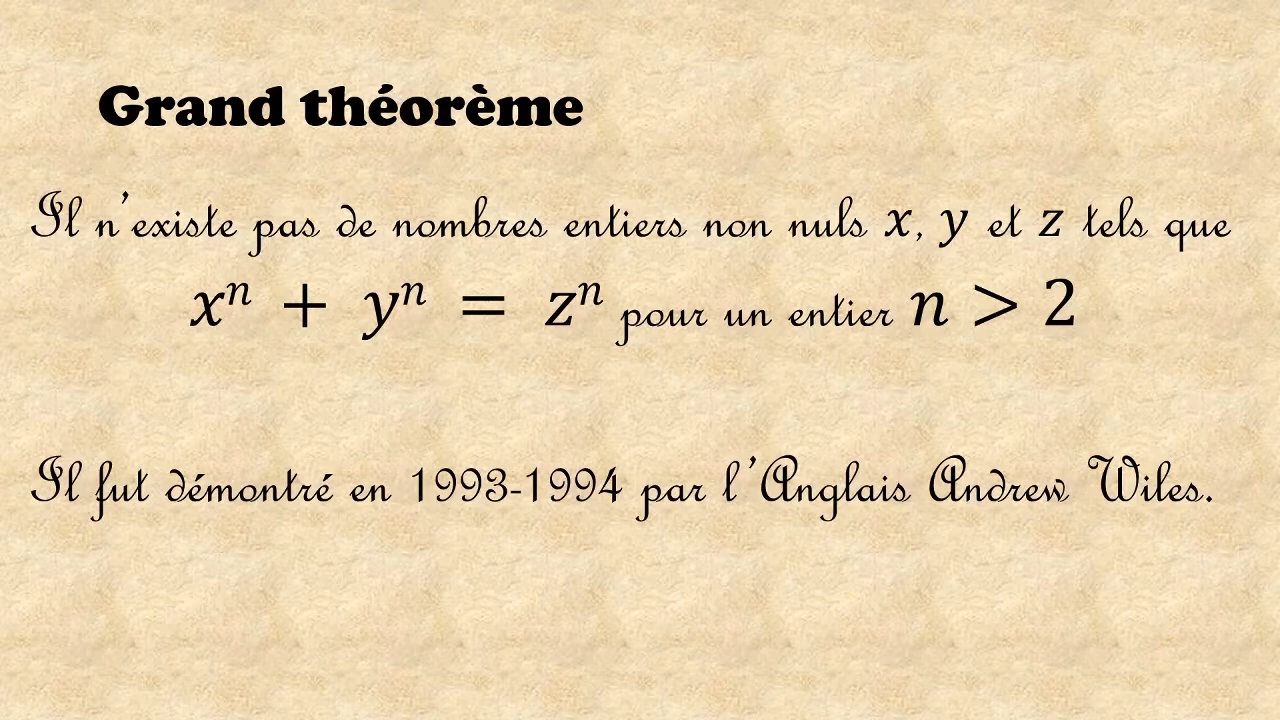 Grand théorème
Il n'existe pas de nombres entiers non nuls x, y et z tels que
xⁿ + yⁿ = zⁿ pour un entier n > 2
Il fut démontré en 1993-1994 par l'Anglais Andrew Wiles.